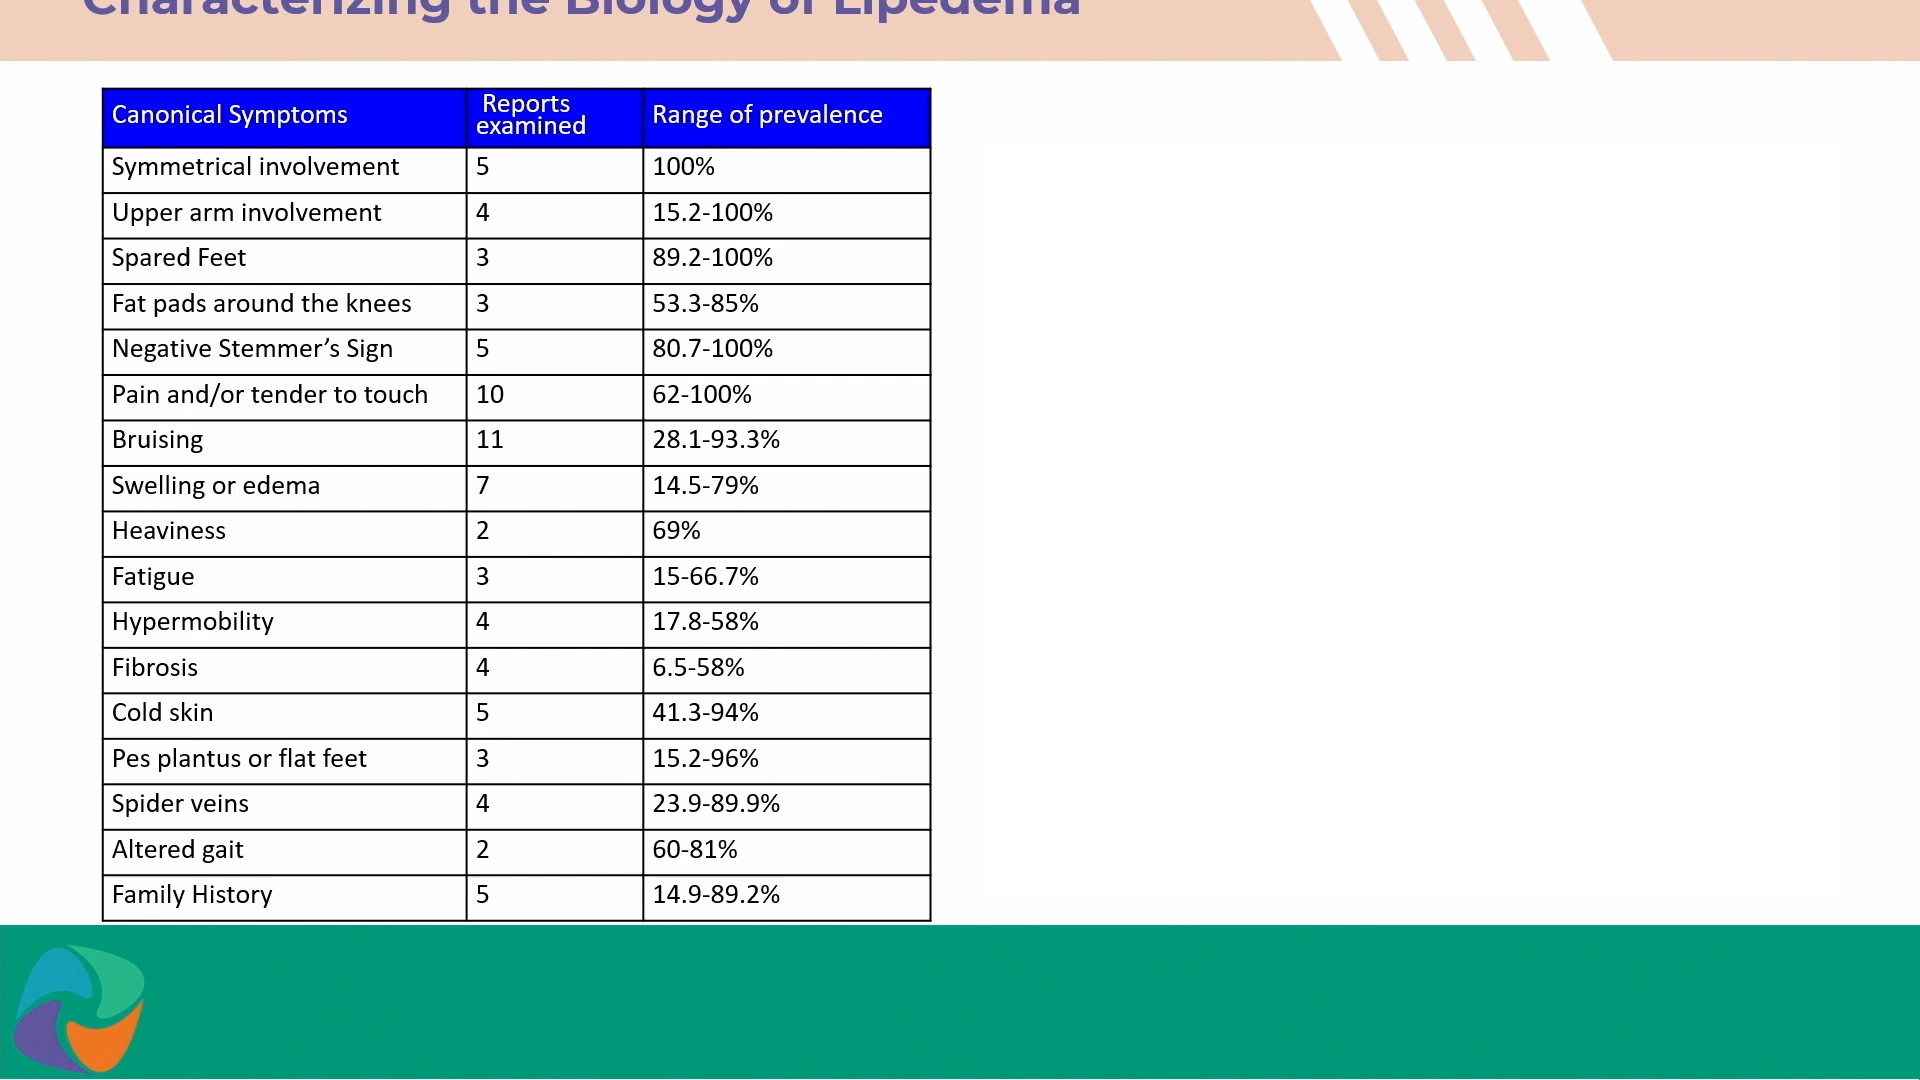 Characterizing the Biology of Lipedema
Canonical Symptoms
Reports
examined
Range of prevalence
Symmetrical involvement 5 100%
Upper arm involvement 4 15.2-100%
Spared Feet 3 89.2-100%
Fat pads around the knees 3 53.3-85%
Negative Stemmer’s Sign 5 80.7-100%
Pain and/or tender to touch 10 62-100%
Bruising 11 28.1-93.3%
Swelling or edema 7 14.5-79%
Heaviness 2 69%
Fatigue 3 15-66.7%
Hypermobility 4 17.8-58%
Fibrosis 4 6.5-58%
Cold skin 5 41.3-94%
Pes plantus or flat feet 3 15.2-96%
Spider veins 4 23.9-89.9%
Altered gait 2 60-81%
Family History 5 14.9-89.2%